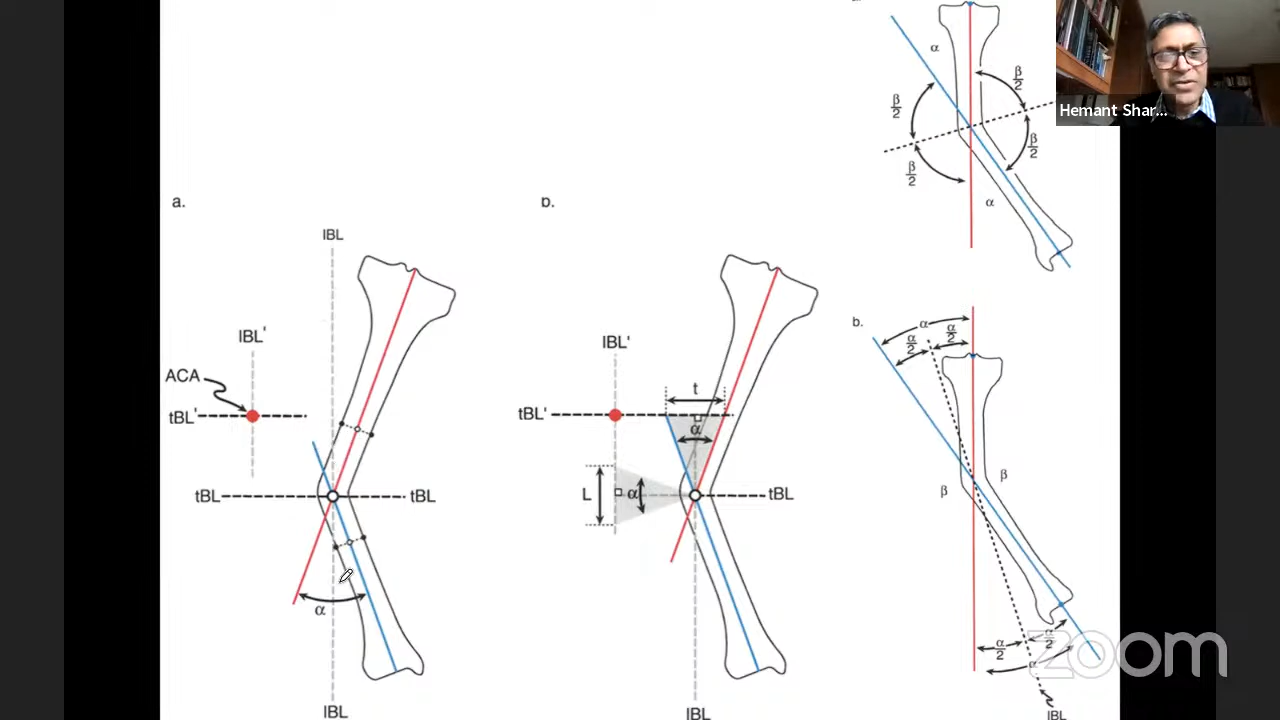 a.
IBL
IBL'
ACA
tBL'
tBL
tBL
α
IBL
b.
IBL'
t
tBL'
α
L
α
tBL
IBL
α
β/2
β/2
β/2
β/2
α
b.
α
α/2
α/2
β
β
α/2
α/2
α
IBL
Hemant Shar...
zoom